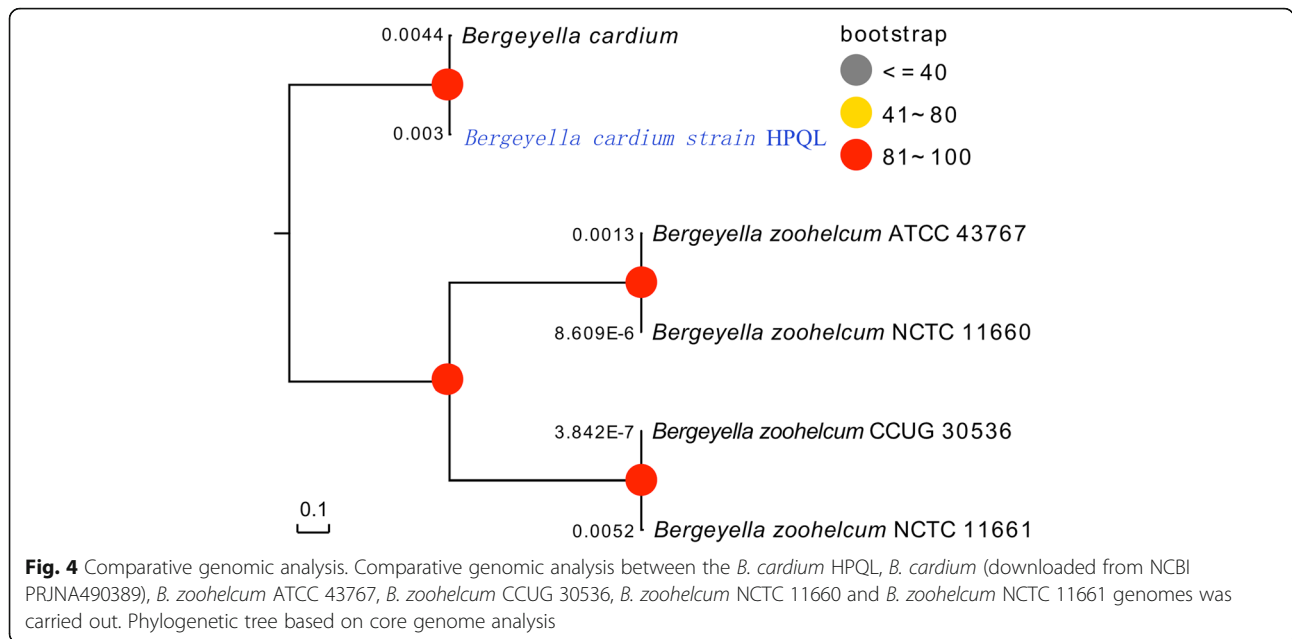 0.0044 Bergeyella cardium
0.003 Bergeyella cardium strain HPQL
bootstrap
< = 40
41~ 80
81~ 100
0.0013 Bergeyella zoohelcum ATCC 43767
8.609E-6 Bergeyella zoohelcum NCTC 11660
3.842E-7 Bergeyella zoohelcum CCUG 30536
0.0052 Bergeyella zoohelcum NCTC 11661
0.1
Fig. 4 Comparative genomic analysis. Comparative genomic analysis between the B. cardium HPQL, B. cardium (downloaded from NCBI
PRJNA490389), B. zoohelcum ATCC 43767, B. zoohelcum CCUG 30536, B. zoohelcum NCTC 11660 and B. zoohelcum NCTC 11661 genomes was
carried out. Phylogenetic tree based on core genome analysis